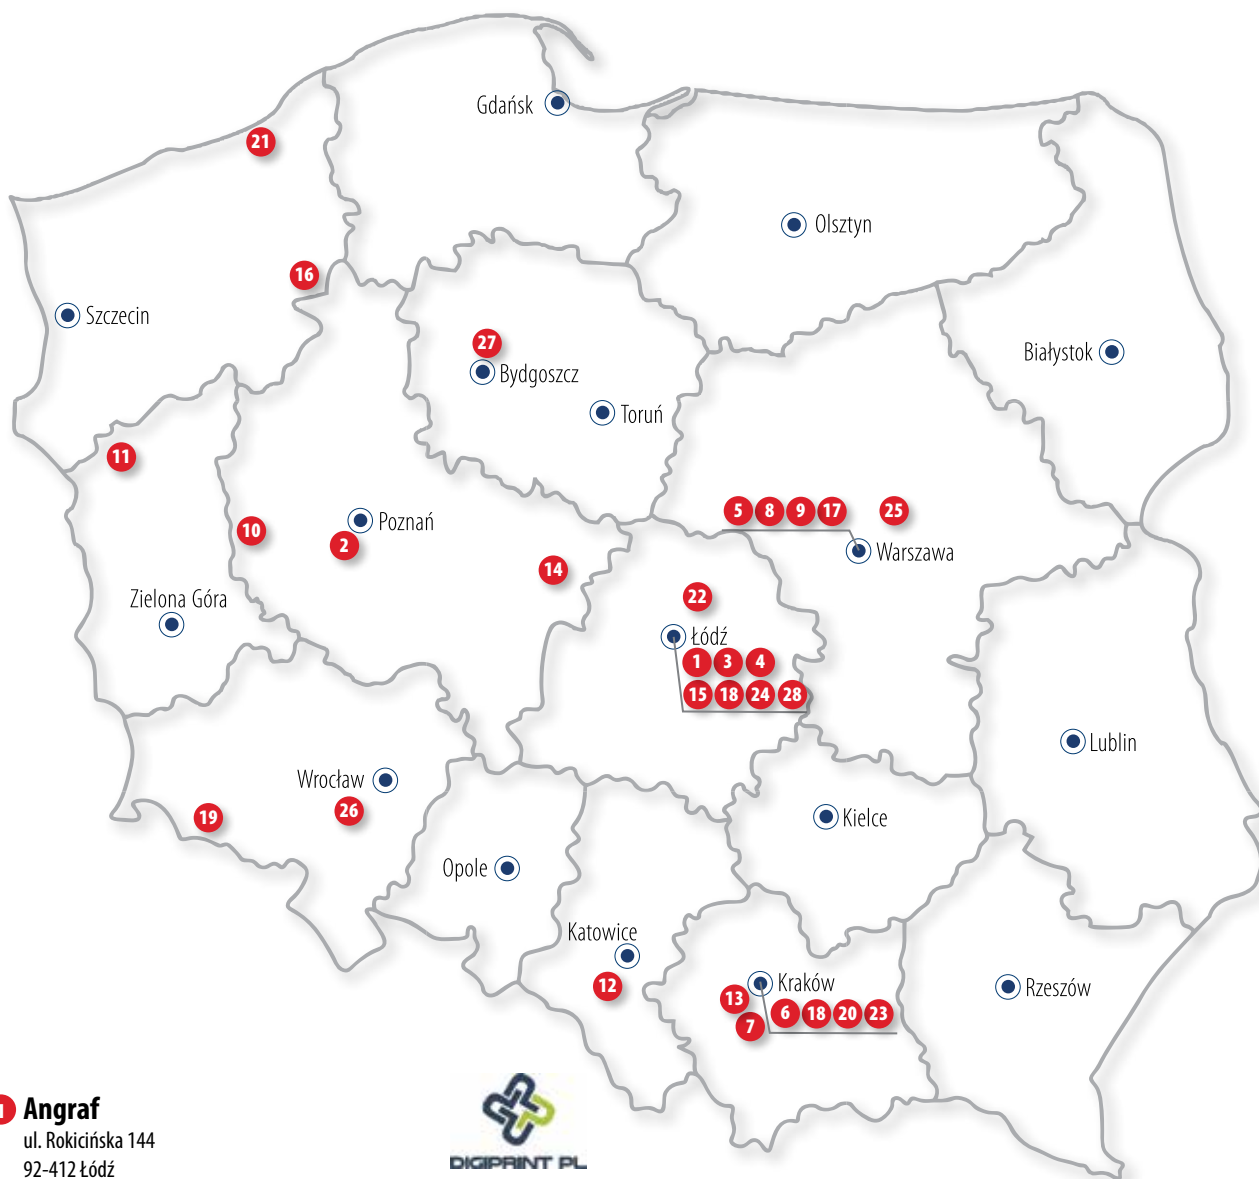 Gdańsk
21
Olsztyn
16
Szczecin
27
Białystok
Bydgoszcz
Toruń
11
5 8 9 17 25
10
Poznań
2
Warszawa
14
22
Zielona Góra
Łódź
1 3 4
15 18 24 28
Lublin
Wrocław
19
26
Kielce
Opole
Katowice
12
Kraków
13
6 18 20 23
7
Rzeszów
1 Angraf
ul. Rokicińska 144
92-412 Łódź
DIGIPRINT PL